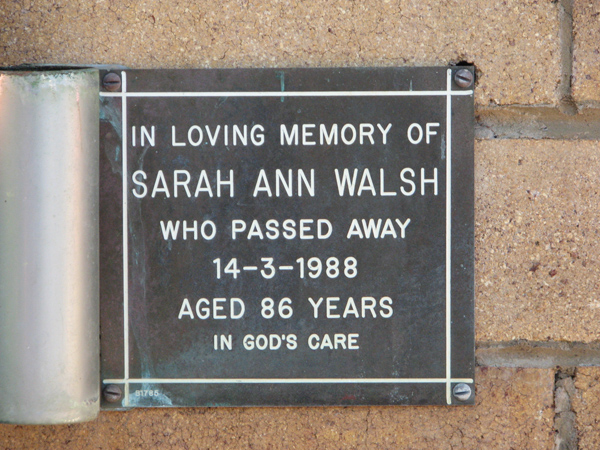 IN LOVING MEMORY OF
SARAH ANN WALSH
WHO PASSED AWAY
14-3-1988
AGED 86 YEARS
IN GOD'S CARE